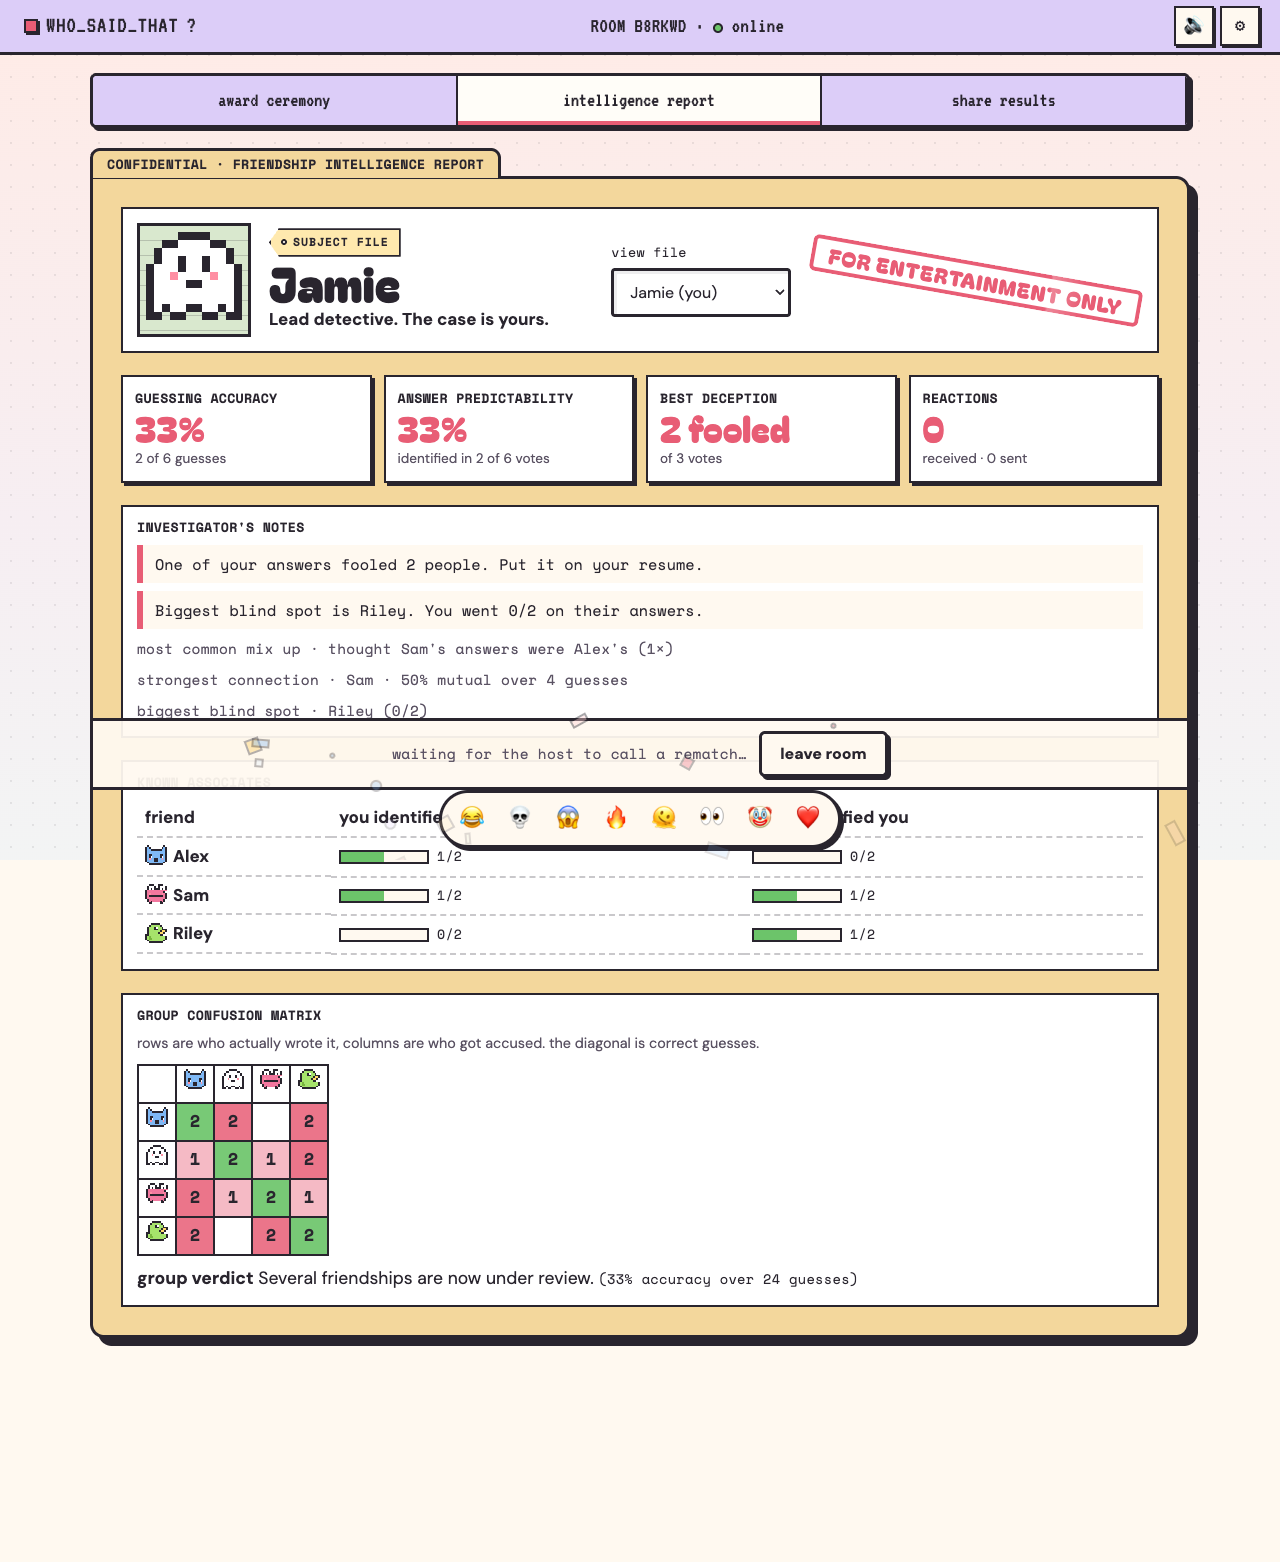 WHO_SAID_THAT ?
ROOM B8RKWD · online
award ceremony
intelligence report
share results
CONFIDENTIAL · FRIENDSHIP INTELLIGENCE REPORT
SUBJECT FILE
Jamie
Lead detective. The case is yours.
view file
Jamie (you)
FOR ENTERTAINMENT ONLY
GUESSING ACCURACY
33%
2 of 6 guesses
ANSWER PREDICTABILITY
33%
identified in 2 of 6 votes
BEST DECEPTION
2 fooled
of 3 votes
REACTIONS
0
received · 0 sent
INVESTIGATOR'S NOTES
One of your answers fooled 2 people. Put it on your resume.
Biggest blind spot is Riley. You went 0/2 on their answers.
most common mix up · thought Sam's answers were Alex's (1×)
strongest connection · Sam · 50% mutual over 4 guesses
biggest blind spot · Riley (0/2)
waiting for the host to call a rematch…
leave room
KNOWN ASSOCIATES
friend
you identifie
fied you
Alex 1/2 0/2
Sam 1/2 1/2
Riley 0/2 1/2
GROUP CONFUSION MATRIX
rows are who actually wrote it, columns are who got accused. the diagonal is correct guesses.
2 2 2
1 2 1 2
2 1 2 1
2 2 2
group verdict Several friendships are now under review. (33% accuracy over 24 guesses)